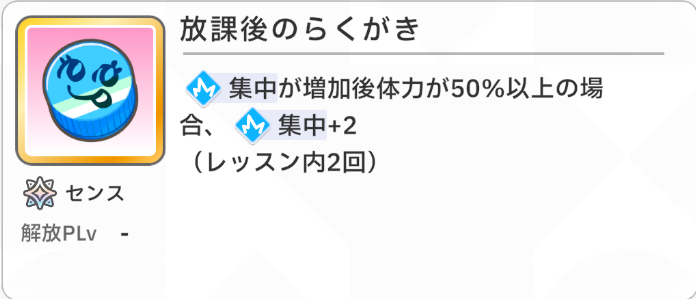 放課後のらくがき
集中が増加後体力が50%以上の場
合、集中+2
（レッスン内2回）
センス
解放PLv -